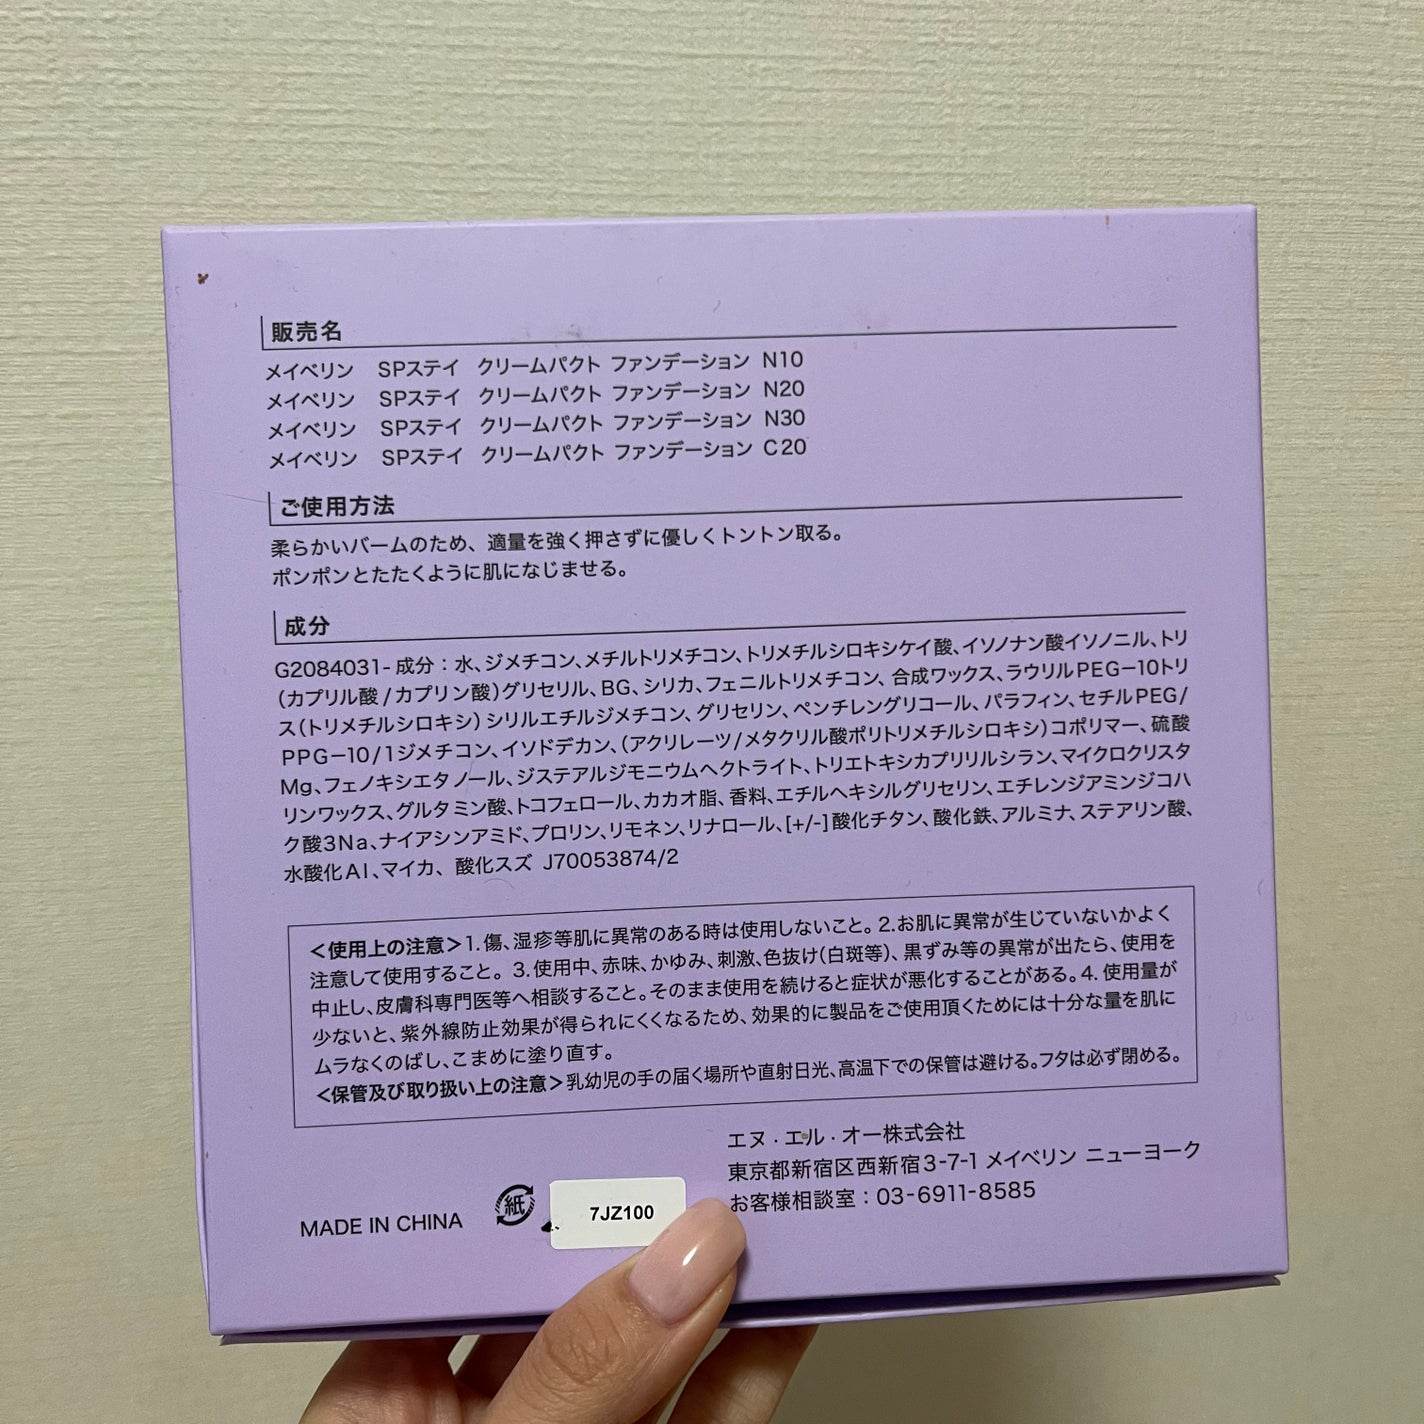 販売名
メイベリン SPステイ クリームパクト ファンデーション N10
メイベリン SPステイ クリームパクト ファンデーション N20
メイベリン SPステイ クリームパクト ファンデーション N30
メイベリン SPステイ クリームパクト ファンデーション C20
ご使用方法
柔らかいバームのため、適量を強く押さずに優しくトントン取る。
ポンポンとたたくように肌になじませる。
成分
G2084031-成分：水、ジメチコン、メチルトリメチコン、トリメチルシロキシケイ酸、イソノナン酸イソノニル、トリ
(カプリル酸/カプリン酸)グリセリル、BG、シリカ、フェニルトリメチコン、合成ワックス、ラウリルPEG-10トリ
ス(トリメチルシロキシ)シリルエチルジメチコン、グリセリン、ペンチレングリコール、パラフィン、セチルPEG/
PPG-10/1ジメチコン、イソドデカン、(アクリレーツ/メタクリル酸ポリトリメチルシロキシ)コポリマー、硫酸
Mg、フェノキシエタノール、ジステアルジモニウムヘクトライト、トリエトキシカプリリルシラン、マイクロクリスタ
リンワックス、グルタミン酸、トコフェロール、カカオ脂、香料、エチルヘキシルグリセリン、エチレンジアミンジコハ
ク酸3Na、ナイアシンアミド、プロリン、リモネン、リナロール、[+/-]酸化チタン、酸化鉄、アルミナ、ステアリン酸、
水酸化Al、マイカ、酸化スズ J70053874/2
＜使用上の注意＞1.傷、湿疹等肌に異常のある時は使用しないこと。2.お肌に異常が生じていないかよく
注意して使用すること。3.使用中、赤味、かゆみ、刺激、色抜け(白斑等)、黒ずみ等の異常が出たら、使用を
中止し、皮膚科専門医等へ相談すること。そのまま使用を続けると症状が悪化することがある。4.使用量が
少ないと、紫外線防止効果が得られにくくなるため、効果的に製品をご使用頂くためには十分な量を肌に
ムラなくのばし、こまめに塗り直す。
＜保管及び取り扱い上の注意＞乳幼児の手の届く場所や直射日光、高温下での保管は避ける。フタは必ず閉める。
エヌ・エル・オー株式会社
東京都新宿区西新宿3-7-1 メイベリン ニューヨーク
お客様相談室：03-6911-8585
MADE IN CHINA
紙
7JZ100